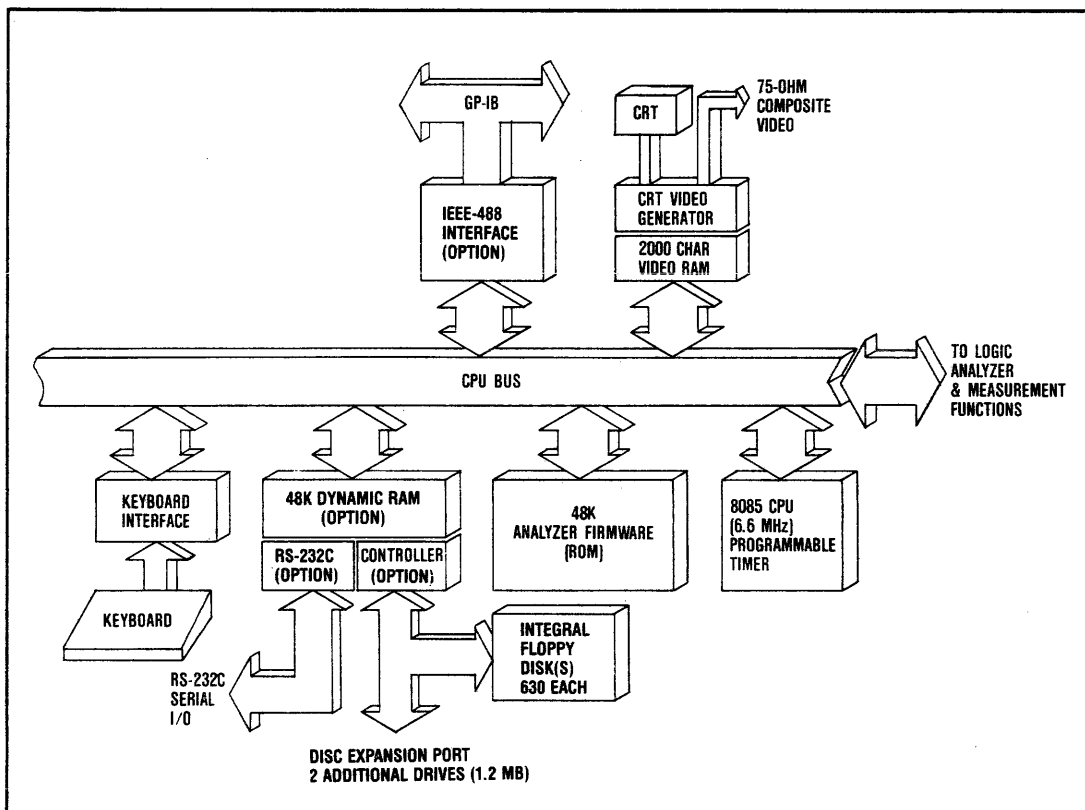 GP-IB
CRT
75-OHM
COMPOSITE
VIDEO
IEEE-488
INTERFACE
(OPTION)
CRT VIDEO
GENERATOR
2000 CHAR
VIDEO RAM
CPU BUS
TO LOGIC
ANALYZER
& MEASUREMENT
FUNCTIONS
KEYBOARD
INTERFACE
KEYBOARD
48K DYNAMIC RAM
(OPTION)
RS-232C
(OPTION)
CONTROLLER
(OPTION)
48K
ANALYZER FIRMWARE
(ROM)
8085 CPU
(6.6 MHz)
PROGRAMMABLE
TIMER
RS-232C
SERIAL
I/O
INTEGRAL
FLOPPY
DISK(S)
630 EACH
DISC EXPANSION PORT
2 ADDITIONAL DRIVES (1.2 MB)